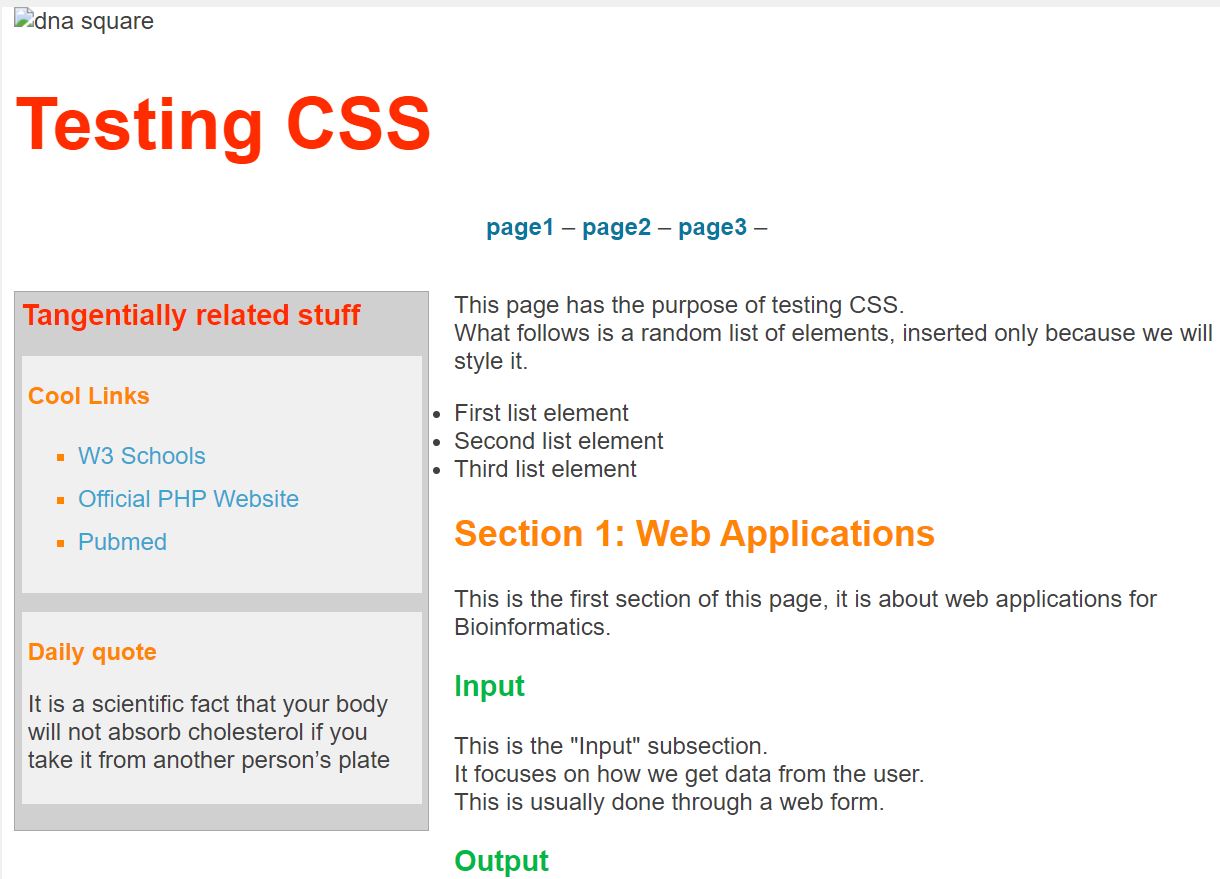 dna square
Testing CSS
page1 – page2 – page3 –
Tangentially related stuff
Cool Links
W3 Schools
Official PHP Website
Pubmed
Daily quote
It is a scientific fact that your body
will not absorb cholesterol if you
take it from another person’s plate
This page has the purpose of testing CSS.
What follows is a random list of elements, inserted only because we will
style it.
First list element
Second list element
Third list element
Section 1: Web Applications
This is the first section of this page, it is about web applications for
Bioinformatics.
Input
This is the "Input" subsection.
It focuses on how we get data from the user.
This is usually done through a web form.
Output